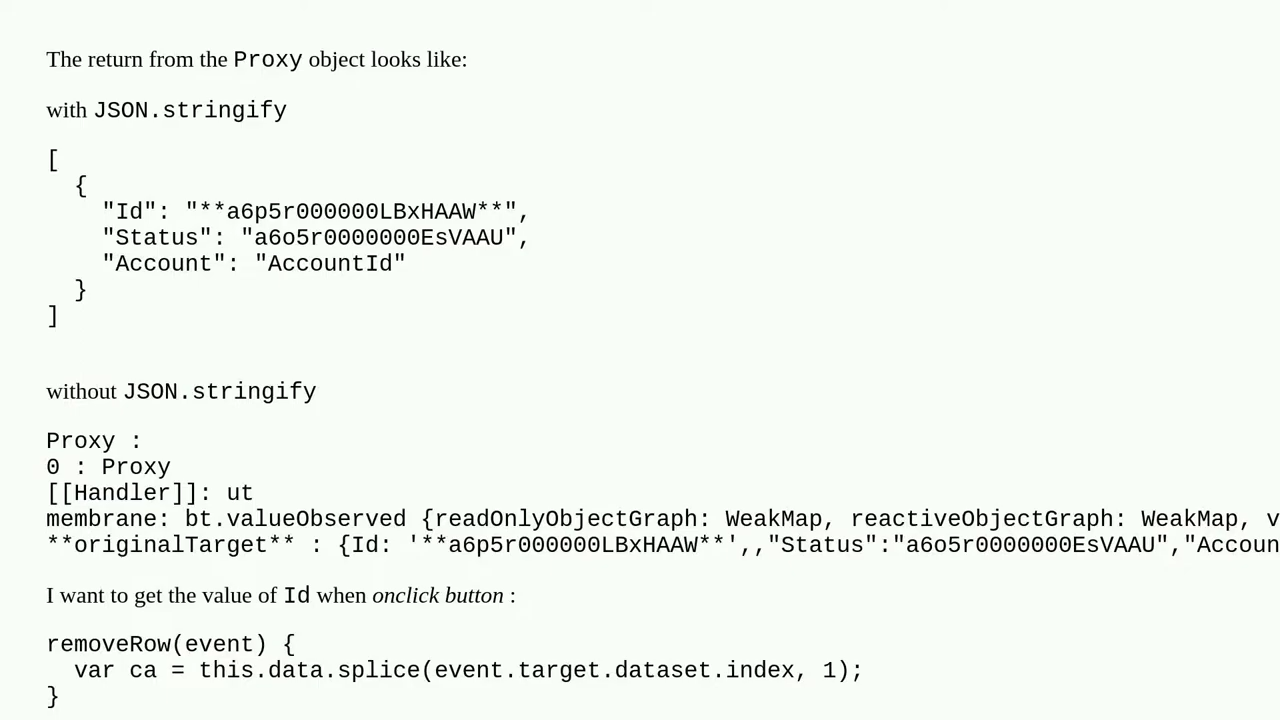 The return from the Proxy object looks like:
with JSON.stringify
[
  {
    "Id": "**a6p5r000000LBxHAAW**",
    "Status": "a6o5r0000000EsVAAU",
    "Account": "AccountId"
  }
]
without JSON.stringify
Proxy :
0 : Proxy
[[Handler]]: ut
membrane: bt.valueObserved {readOnlyObjectGraph: WeakMap, reactiveObjectGraph: WeakMap, v
**originalTarget** : {Id: '**a6p5r000000LBxHAAW**',,"Status":"a6o5r0000000EsVAAU","Accoun
I want to get the value of Id when onclick button :
removeRow(event) {
  var ca = this.data.splice(event.target.dataset.index, 1);
}